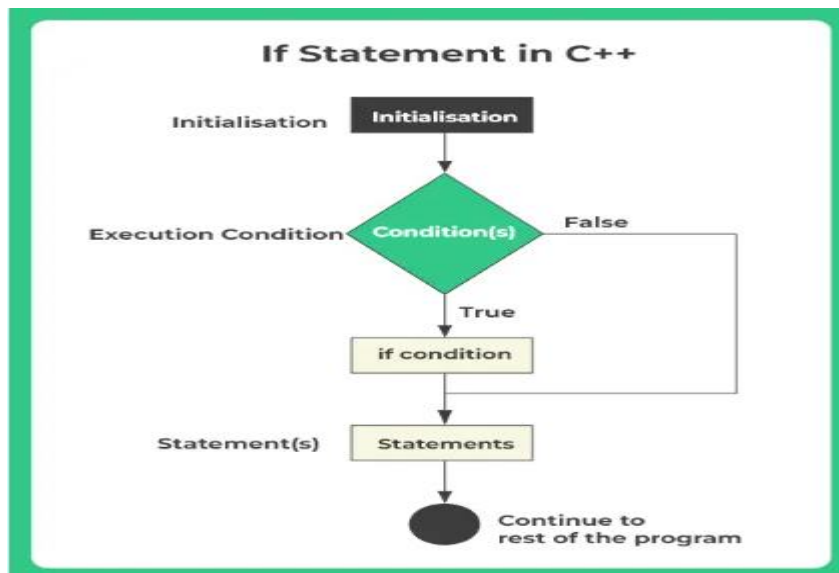 If Statement in C++
Initialisation
Initialisation
Execution Condition
Condition(s)
False
True
if condition
Statement(s)
Statements
Continue to
rest of the program